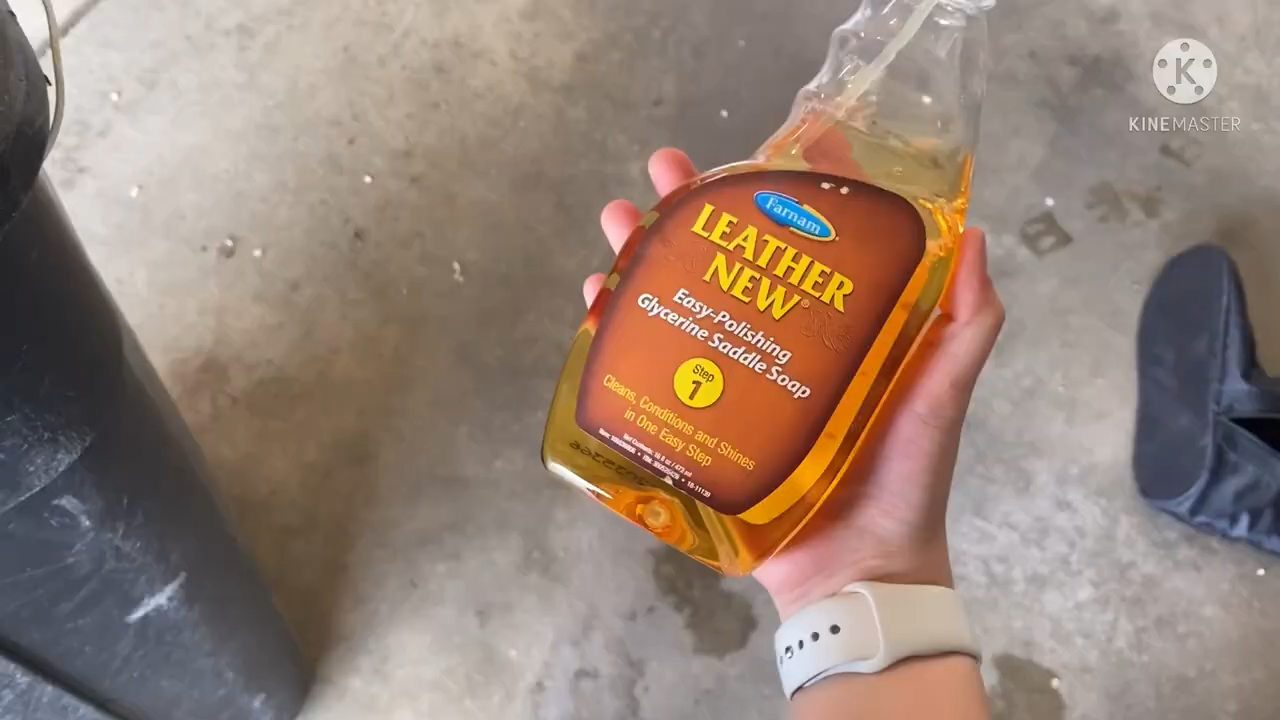 K
KINEMASTER
Farnam
LEATHER
NEW®
Easy-Polishing
Glycerine Saddle Soap
Step
1
Cleans, Conditions and Shines
in One Easy Step